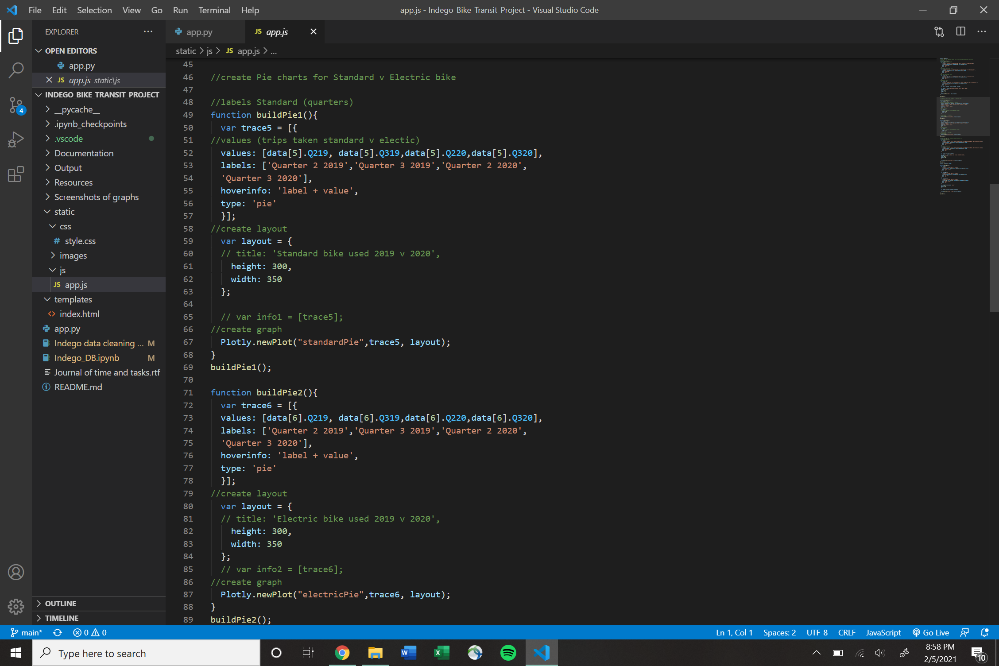 File Edit Selection View Go Run Terminal Help
app.js - Indego_Bike_Transit_Project - Visual Studio Code
EXPLORER
OPEN EDITORS
app.py
JS app.js static\js
INDEGO_BIKE_TRANSIT_PROJECT
__pycache__
.ipynb_checkpoints
.vscode
Documentation
Output
Resources
Screenshots of graphs
static
css
# style.css
images
js
JS app.js
templates
<> index.html
app.py
Indego data cleaning ... M
Indego_DB.ipynb M
Journal of time and tasks.rtf
README.md
OUTLINE
TIMELINE
4
app.py
JS app.js
static > js > JS app.js > ...
45
46 //create Pie charts for Standard v Electric bike
47
48 //labels Standard (quarters)
49 function buildPie1(){
50 var trace5 = [{
51 //values (trips taken standard v electic)
52 values: [data[5].Q219, data[5].Q319,data[5].Q220,data[5].Q320],
53 labels: ['Quarter 2 2019','Quarter 3 2019','Quarter 2 2020',
54 'Quarter 3 2020'],
55 hoverinfo: 'label + value',
56 type: 'pie'
57 }];
58 //create layout
59 var layout = {
60 // title: 'Standard bike used 2019 v 2020',
61 height: 300,
62 width: 350
63 };
64
65 // var info1 = [trace5];
66 //create graph
67 Plotly.newPlot("standardPie",trace5, layout);
68 }
69 buildPie1();
70
71 function buildPie2(){
72 var trace6 = [{
73 values: [data[6].Q219, data[6].Q319,data[6].Q220,data[6].Q320],
74 labels: ['Quarter 2 2019','Quarter 3 2019','Quarter 2 2020',
75 'Quarter 3 2020'],
76 hoverinfo: 'label + value',
77 type: 'pie'
78 }];
79 //create layout
80 var layout = {
81 // title: 'Electric bike used 2019 v 2020',
82 height: 300,
83 width: 350
84 };
85 // var info2 = [trace6];
86 //create graph
87 Plotly.newPlot("electricPie",trace6, layout);
88 }
89 buildPie2();
main* 0 0
Ln 1, Col 1 Spaces: 2 UTF-8 CRLF JavaScript Go Live
Type here to search
8:58 PM
2/5/2021
10